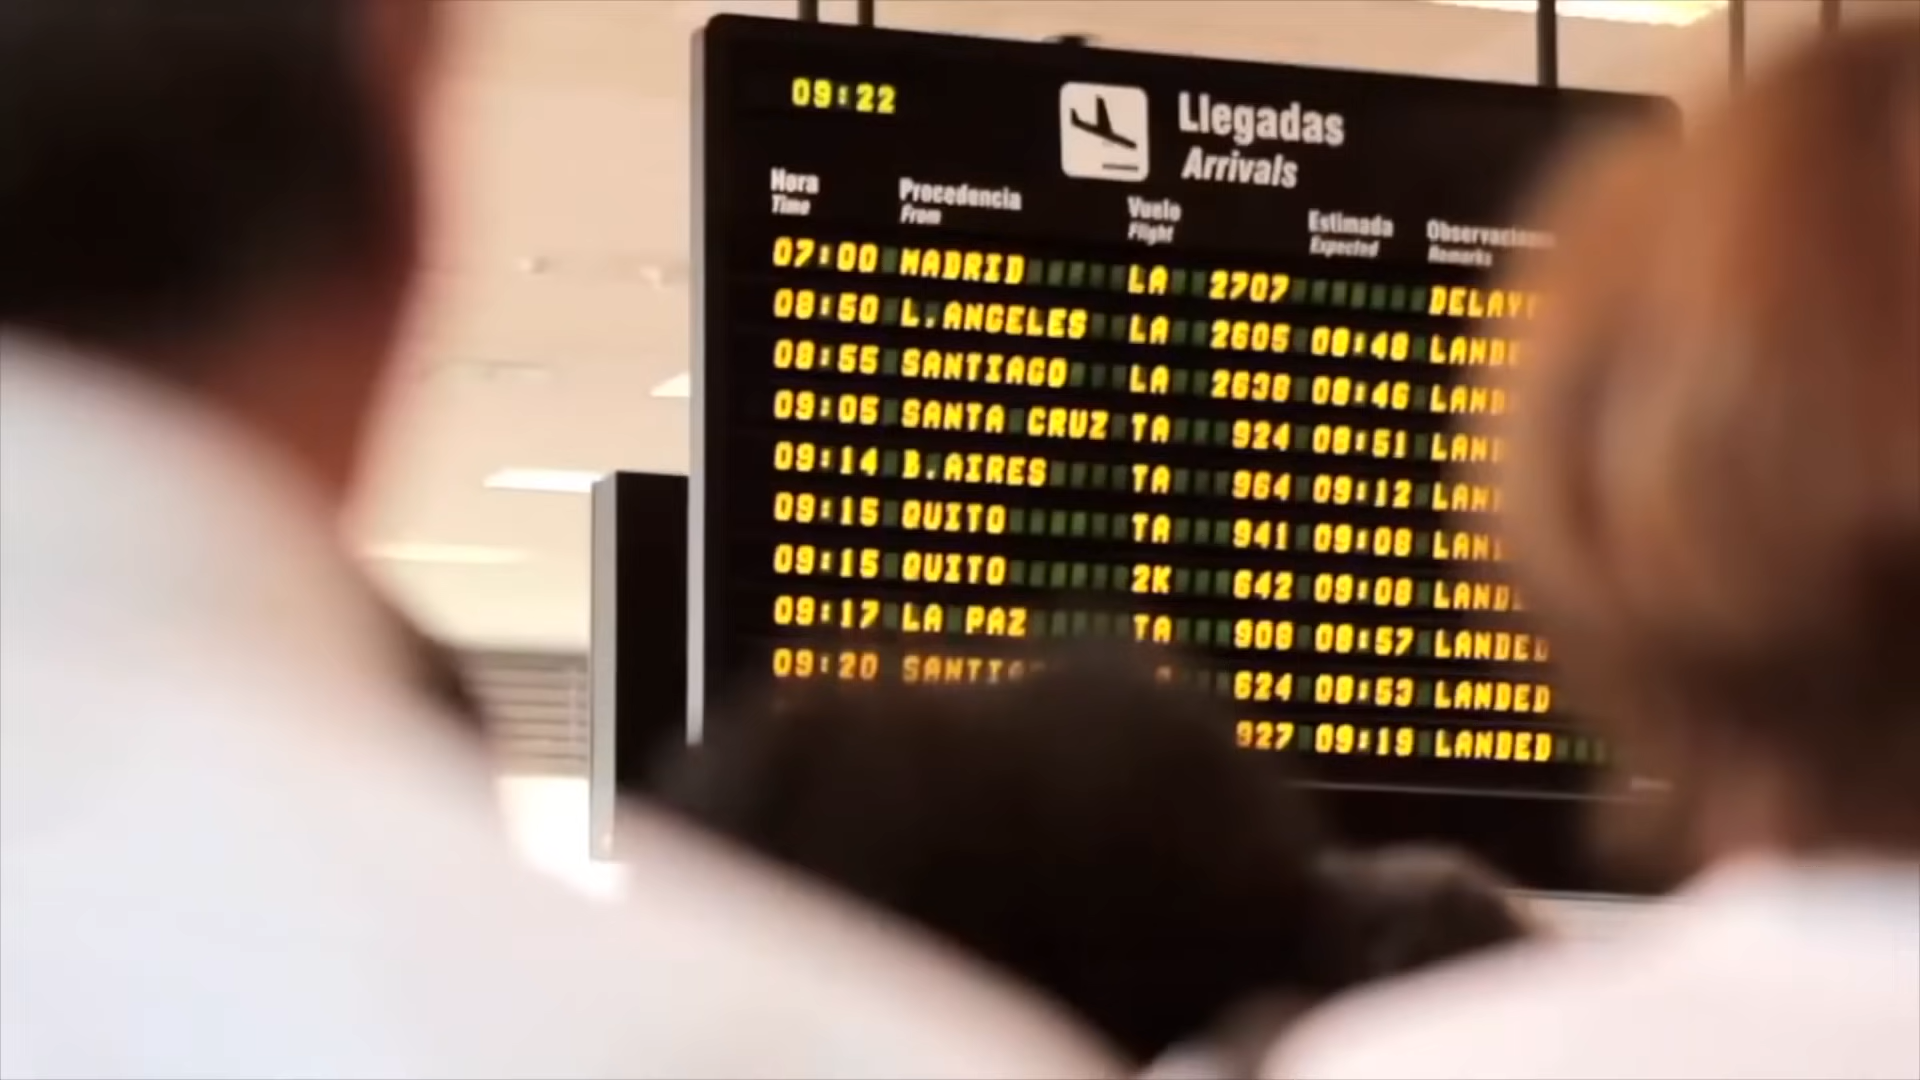 09:22
Llegadas
Arrivals
Hora Procedencia Vuelo Estimada
Time From Flight Expected Remarks
07:00 MADRID LA 2707
08:50 L.ANGELES LA 2605 08:48
08:55 SANTIAGO LA 2638 08:46
09:05 SANTA CRUZ TA 924 08:51
09:14 B.AIRES TA 964 09:12
09:15 QUITO TA 941 09:08
09:15 QUITO 2K 642 09:08
09:17 LA PAZ TA 908 08:57 LANDED
09:20 624 08:53 LANDED
927 09:19 LANDED